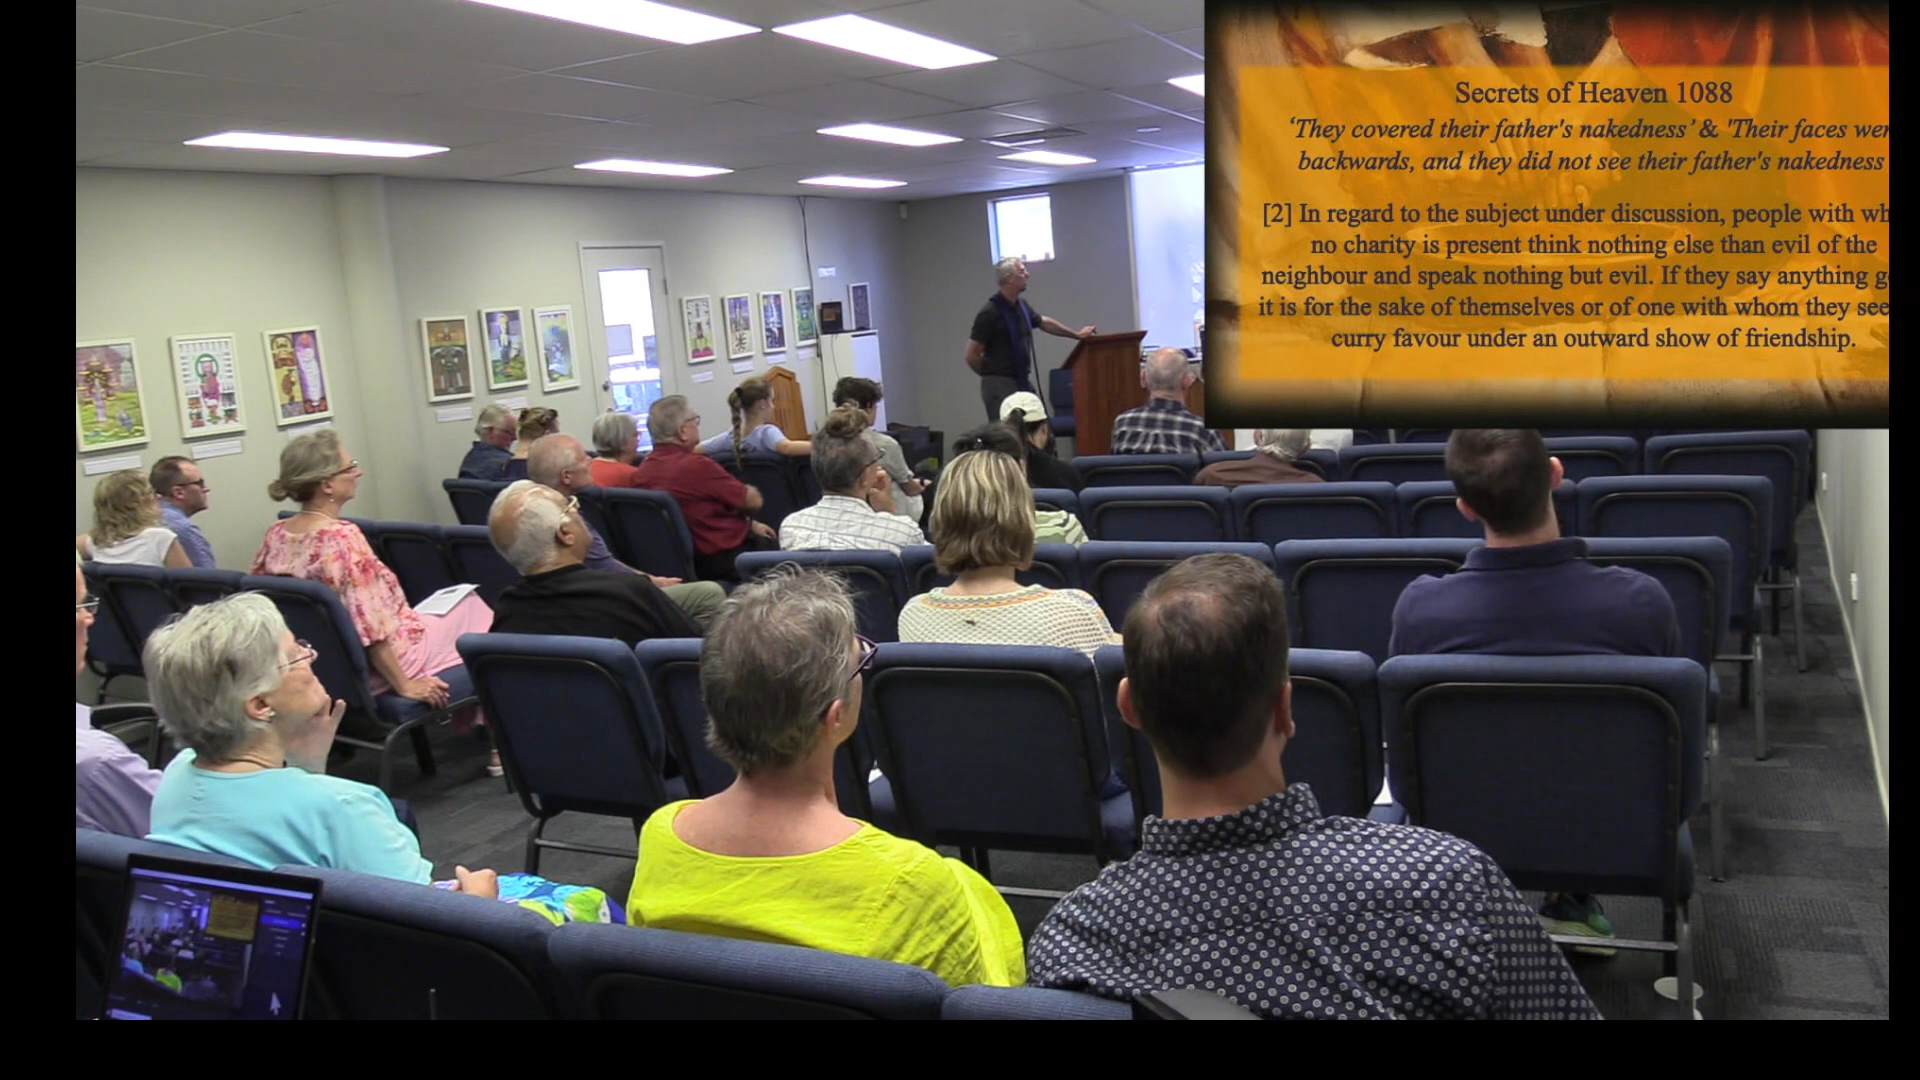 Secrets of Heaven 1088
‘They covered their father's nakedness’ & 'Their faces wer
backwards, and they did not see their father's nakedness
[2] In regard to the subject under discussion, people with wh
no charity is present think nothing else than evil of the
neighbour and speak nothing but evil. If they say anything g
it is for the sake of themselves or of one with whom they see
curry favour under an outward show of friendship.